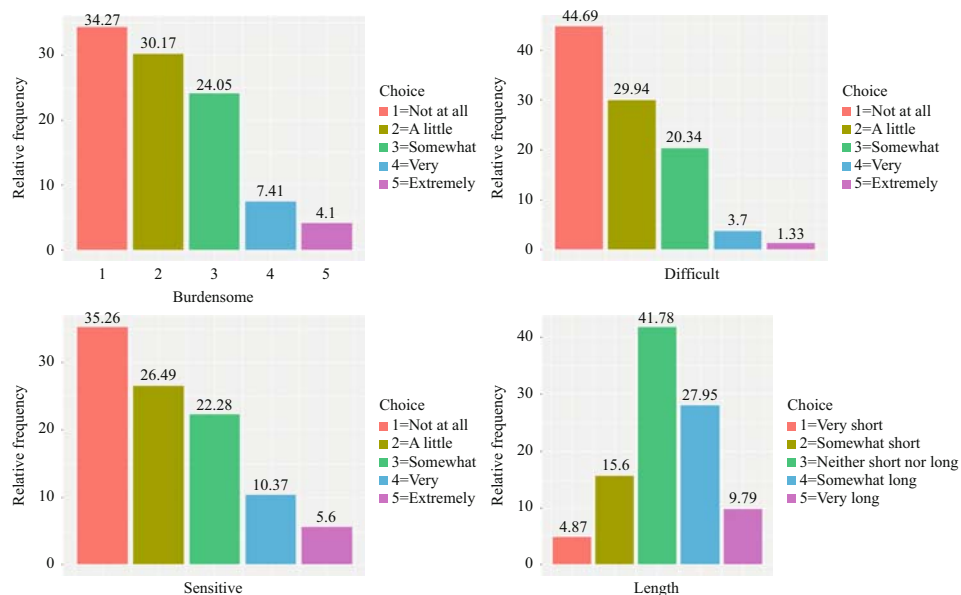 34.27
30.17
24.05
7.41
4.1
30
20
10
0
Relative frequency
1 2 3 4 5
Burdensome
Choice
1=Not at all
2=A little
3=Somewhat
4=Very
5=Extremely
44.69
29.94
20.34
3.7
1.33
40
30
20
10
0
Relative frequency
Difficult
Choice
1=Not at all
2=A little
3=Somewhat
4=Very
5=Extremely
35.26
26.49
22.28
10.37
5.6
30
20
10
0
Relative frequency
Sensitive
Choice
1=Not at all
2=A little
3=Somewhat
4=Very
5=Extremely
4.87
15.6
41.78
27.95
9.79
40
30
20
10
0
Relative frequency
Length
Choice
1=Very short
2=Somewhat short
3=Neither short nor long
4=Somewhat long
5=Very long